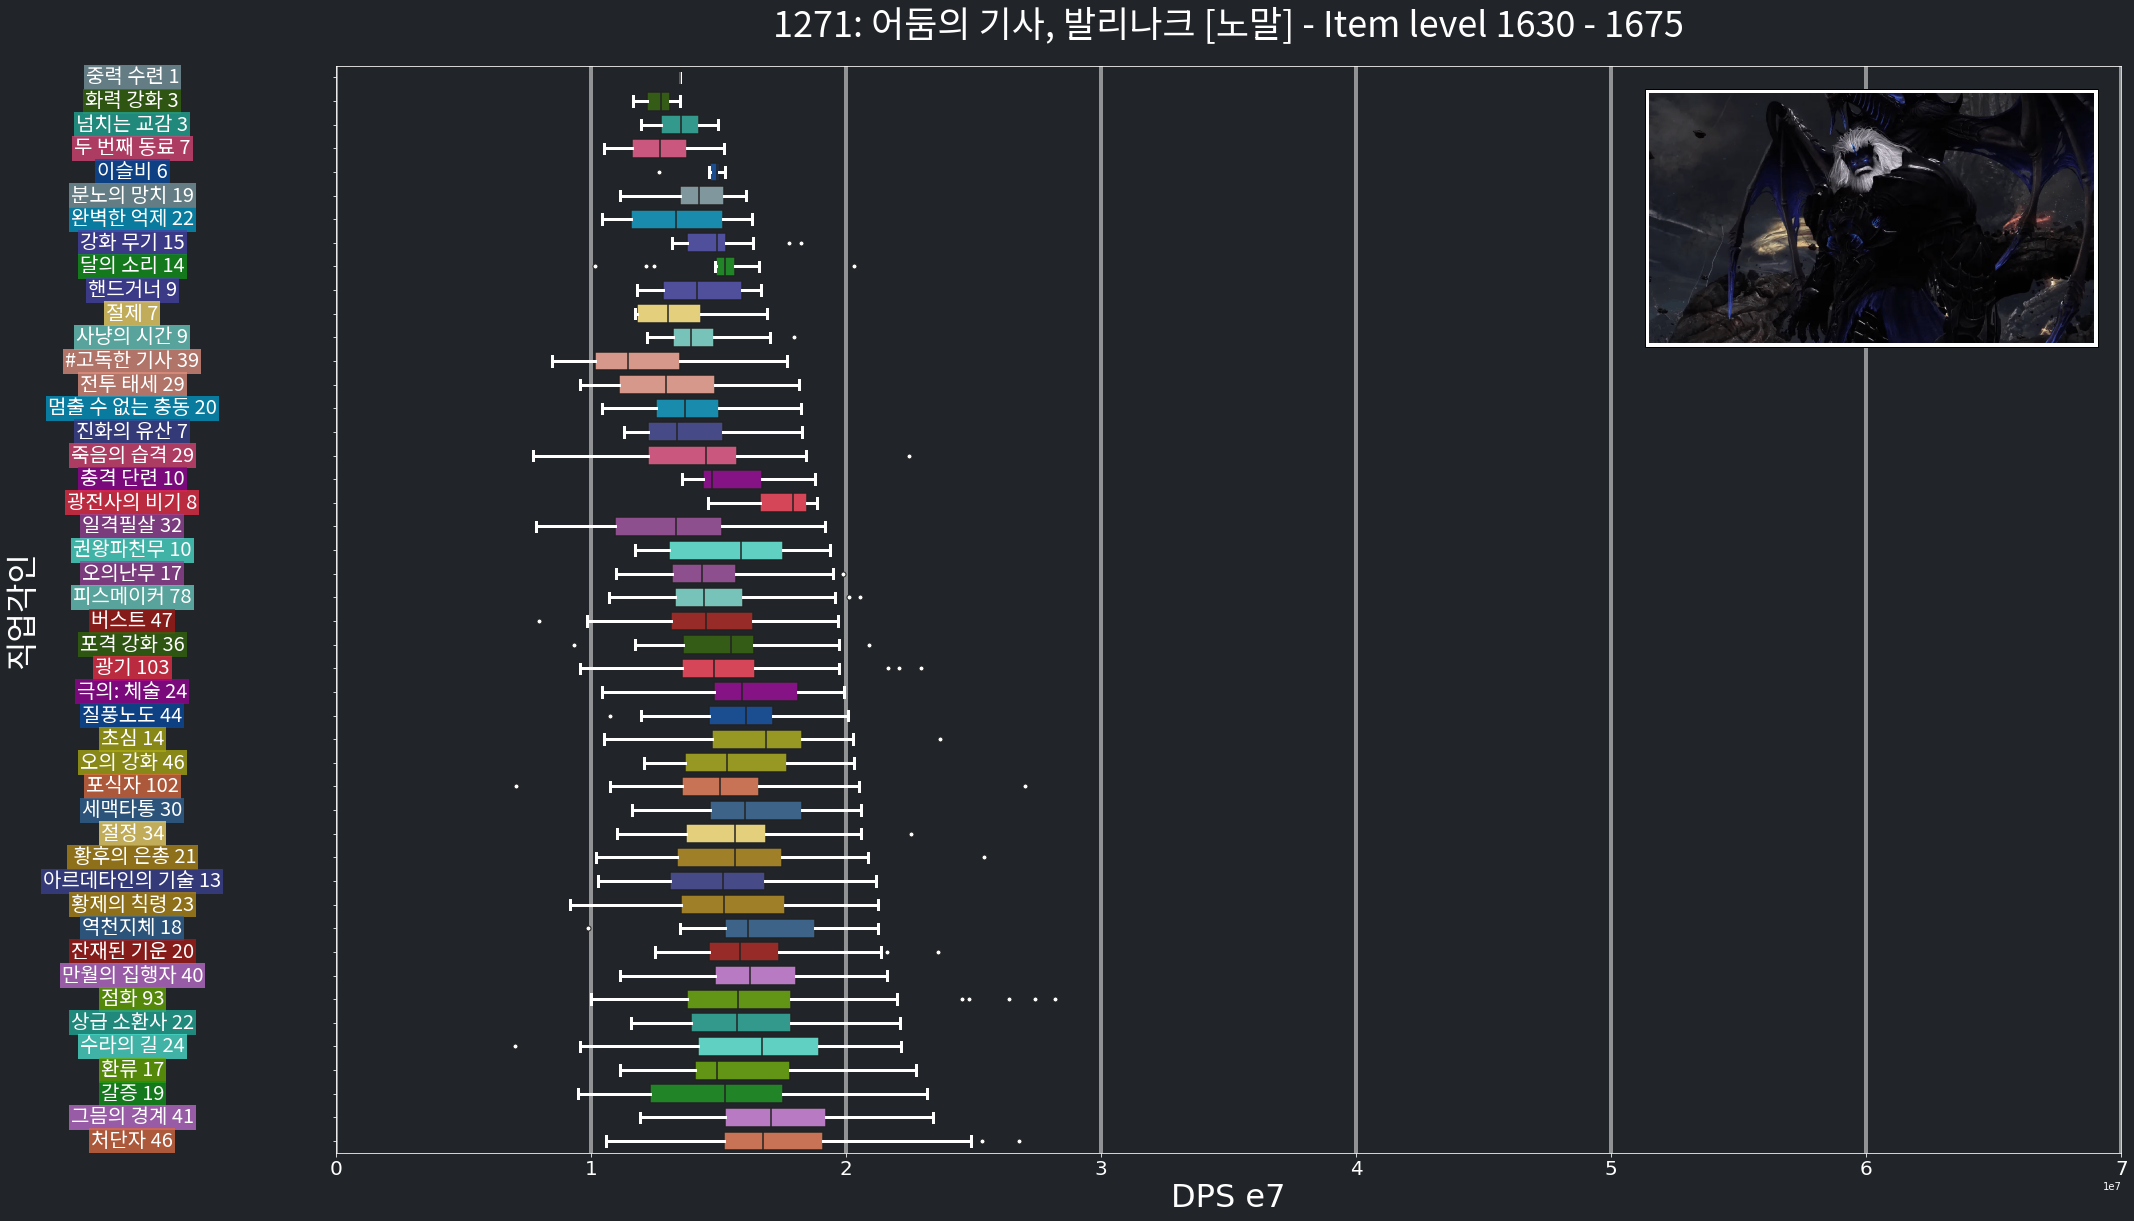 1271: 어둠의 기사, 발리나크 [노말] - Item level 1630 - 1675
직업각인
중력 수련 1
화력 강화 3
넘치는 교감 3
두 번째 동료 7
이슬비 6
분노의 망치 19
완벽한 억제 22
강화 무기 15
달의 소리 14
핸드거너 9
절제 7
사냥의 시간 9
#고독한 기사 39
전투 태세 29
멈출 수 없는 충동 20
진화의 유산 7
죽음의 습격 29
충격 단련 10
광전사의 비기 8
일격필살 32
권왕파천무 10
오의난무 17
피스메이커 78
버스트 47
포격 강화 36
광기 103
극의: 체술 24
질풍노도 44
초심 14
오의 강화 46
포식자 102
세맥타통 30
절정 34
황후의 은총 21
아르데타인의 기술 13
황제의 칙령 23
역천지체 18
잔재된 기운 20
만월의 집행자 40
점화 93
상급 소환사 22
수라의 길 24
환류 17
갈증 19
그믐의 경계 41
처단자 46
0 1 2 3 4 5 6 7
1e7
DPS e7